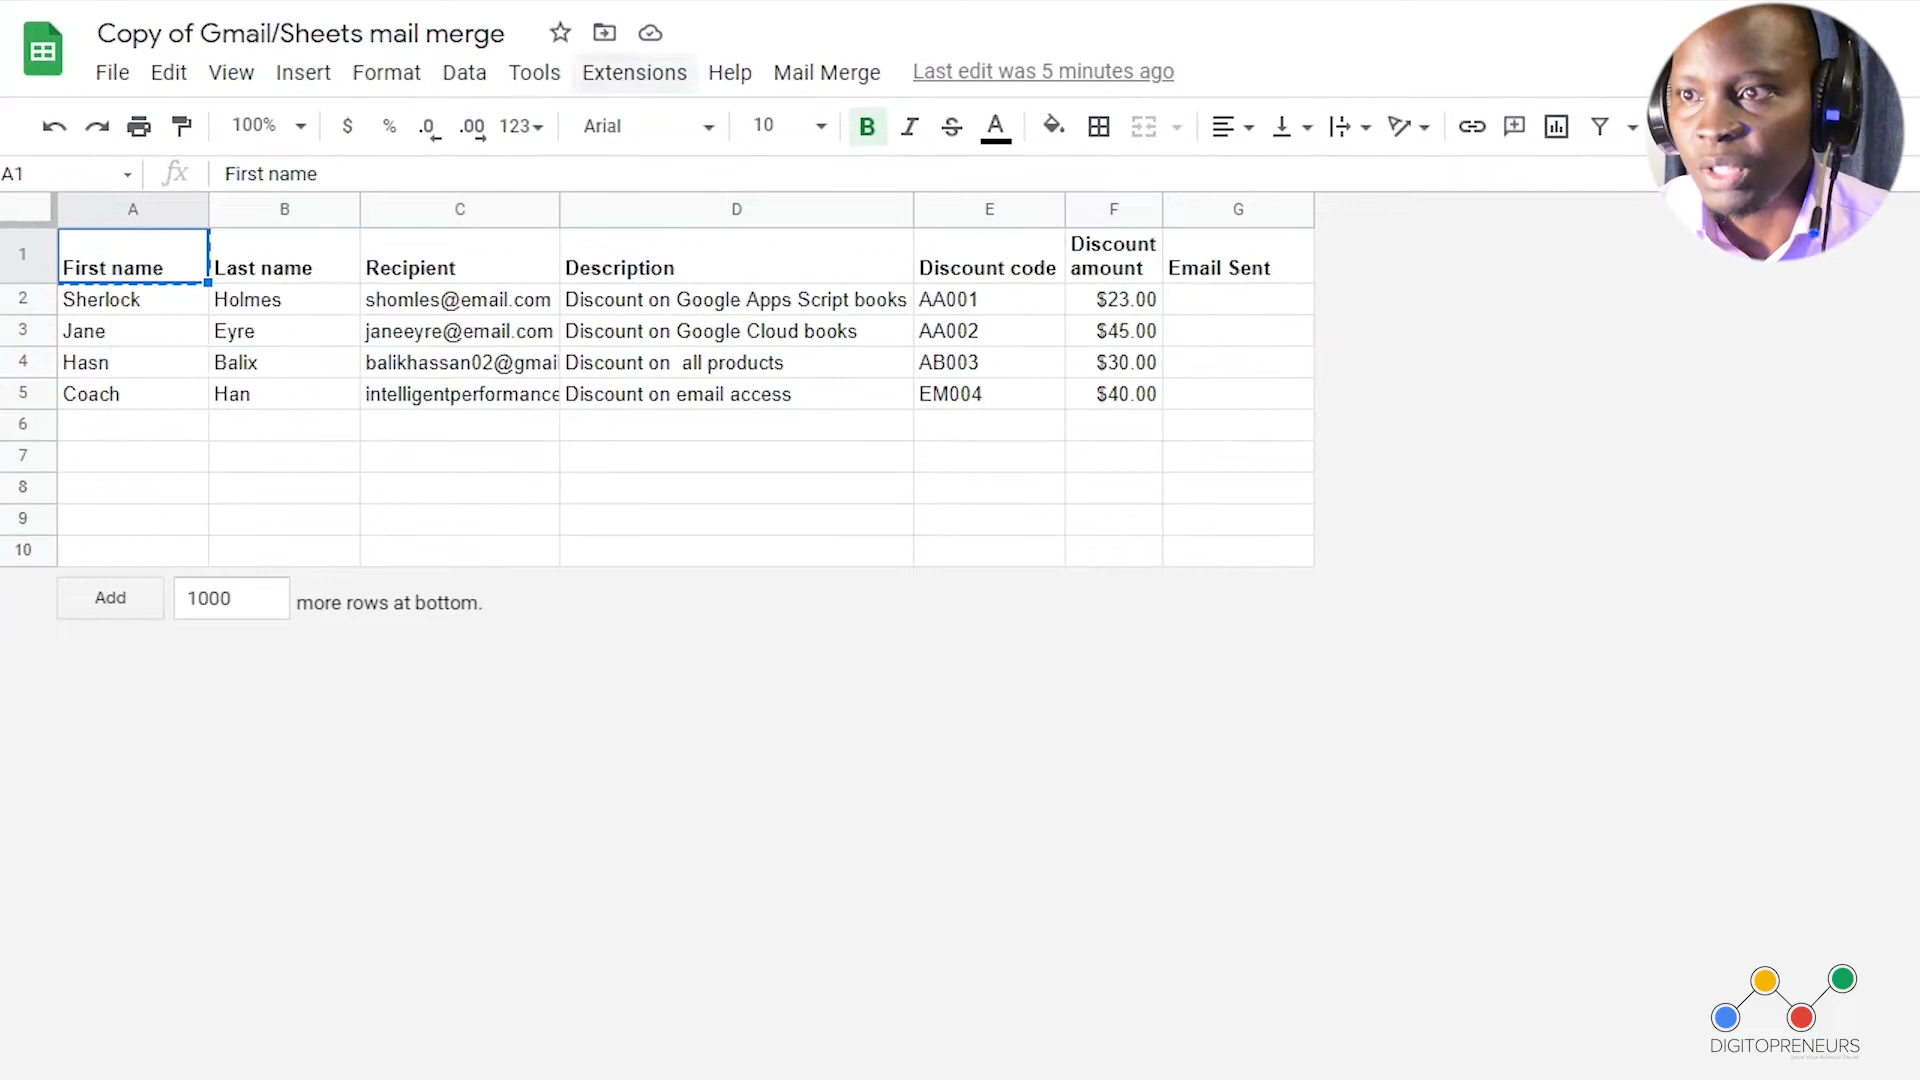 Copy of Gmail/Sheets mail merge
File Edit View Insert Format Data Tools Extensions Help Mail Merge Last edit was 5 minutes ago
100% $ % .0 .00 123 Arial 10 B I S A
A1 fx First name
A B C D E F G
1 First name Last name Recipient Description Discount code Discount amount Email Sent
2 Sherlock Holmes shomles@email.com Discount on Google Apps Script books AA001 $23.00
3 Jane Eyre janeeyre@email.com Discount on Google Cloud books AA002 $45.00
4 Hasn Balix balikhassan02@gmai Discount on  all products AB003 $30.00
5 Coach Han intelligentperformance Discount on email access EM004 $40.00
6
7
8
9
10
Add 1000 more rows at bottom.
DIGITOPRENEURS